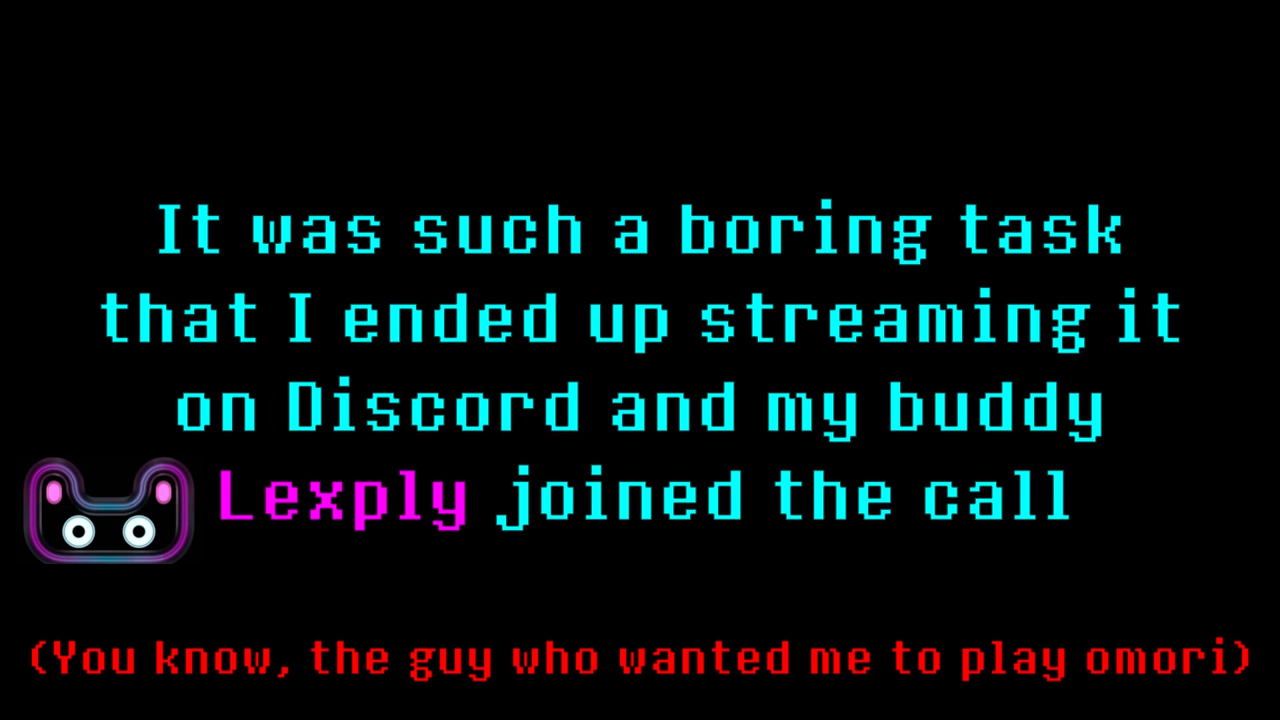 It was such a boring task
that I ended up streaming it
on Discord and my buddy
Lexply joined the call
(You know, the guy who wanted me to play omori)